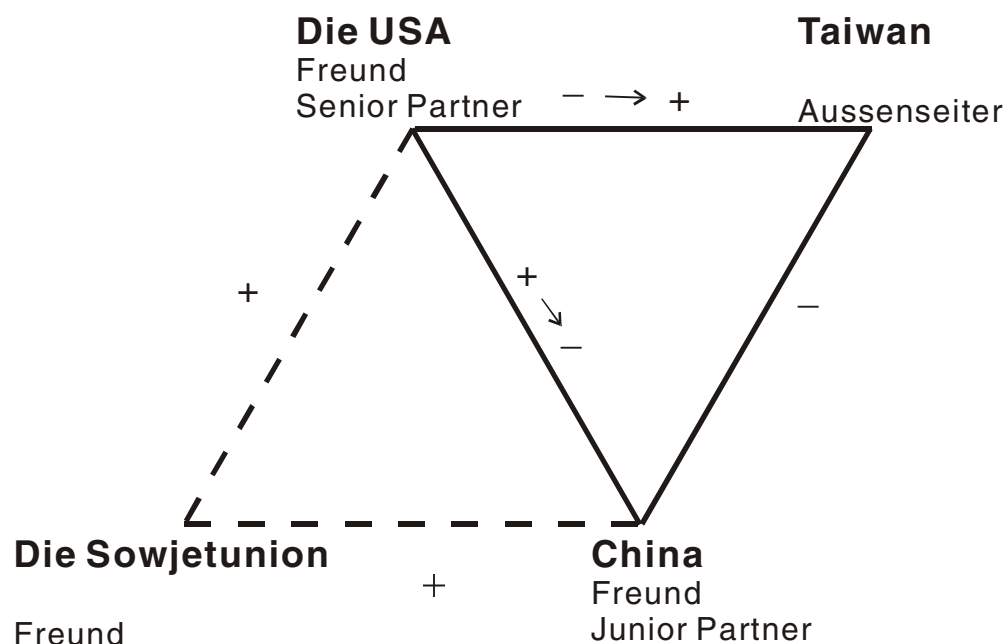 Die USA
Freund
Senior Partner
Taiwan
Aussenseiter
– → +
+
+
→
–
–
Die Sowjetunion
Freund
+
China
Freund
Junior Partner